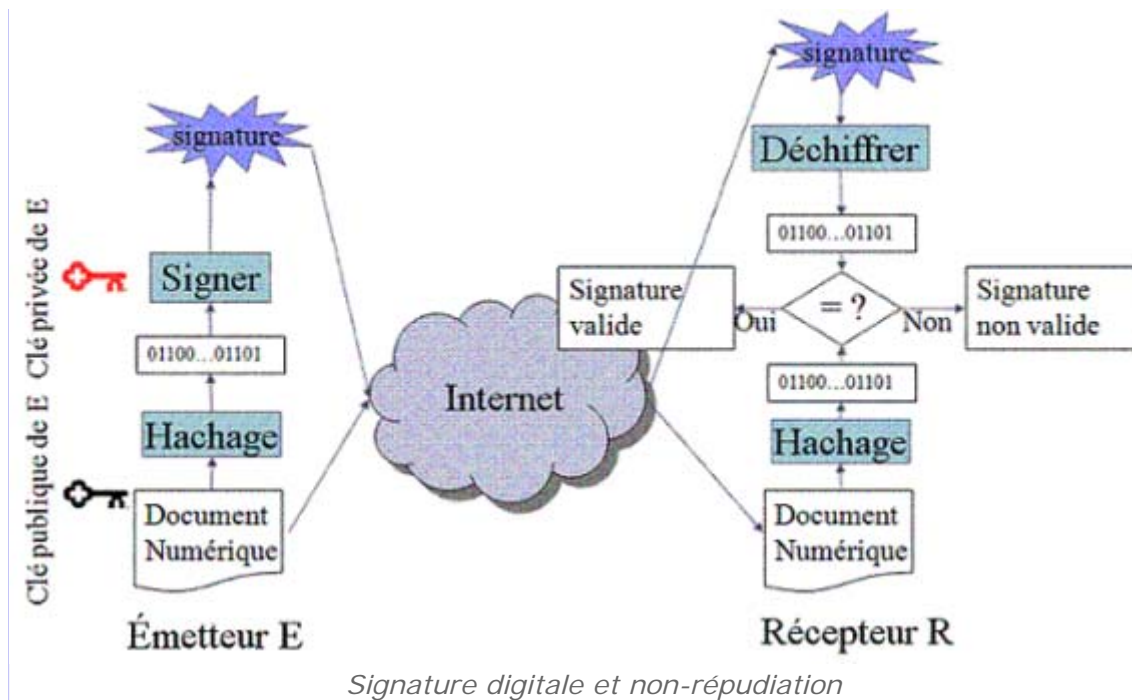 signature
signature
Déchiffrer
01100...01101
Clé privée de E
Signer
Signature
valide
Oui
= ?
Non
Signature
non valide
01100...01101
01100...01101
Internet
Clé publique de E
Hachage
Hachage
Document
Numérique
Document
Numérique
Émetteur E
Récepteur R
Signature digitale et non-répudiation